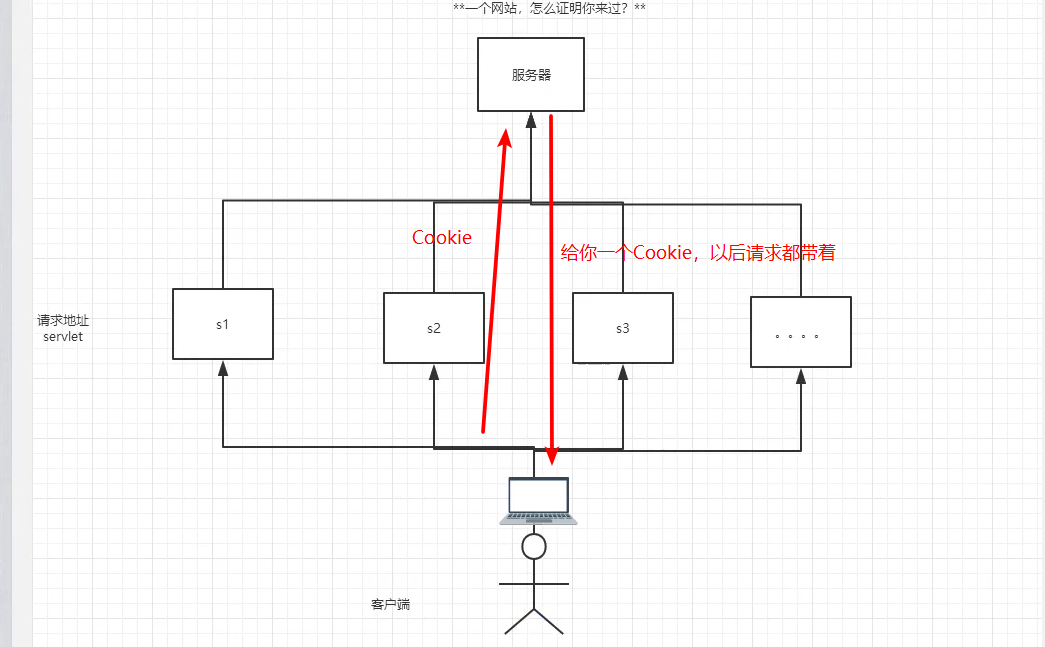 **一个网站，怎么证明你来过？**
服务器
Cookie
给你一个Cookie，以后请求都带着
请求地址
servlet
s1
s2
s3
。。。。
客户端